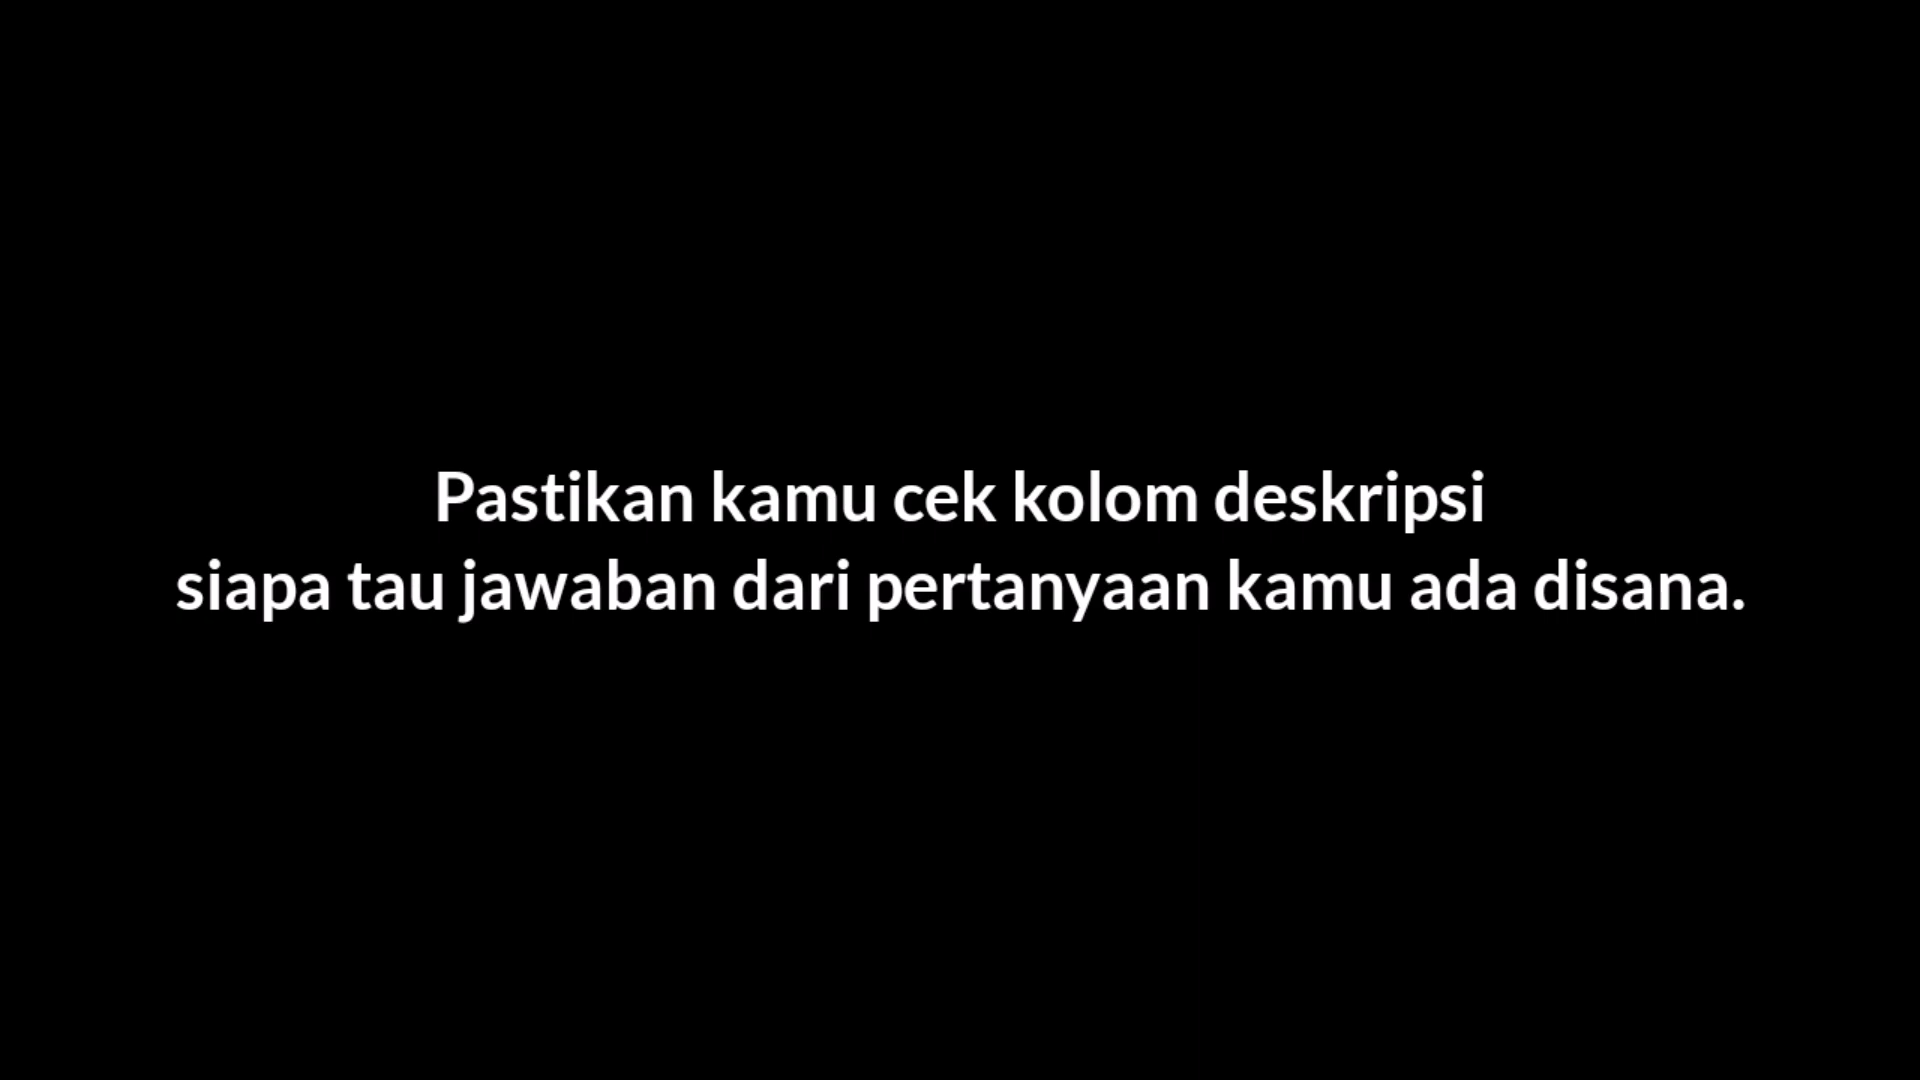 Pastikan kamu cek kolom deskripsi
siapa tau jawaban dari pertanyaan kamu ada disana.